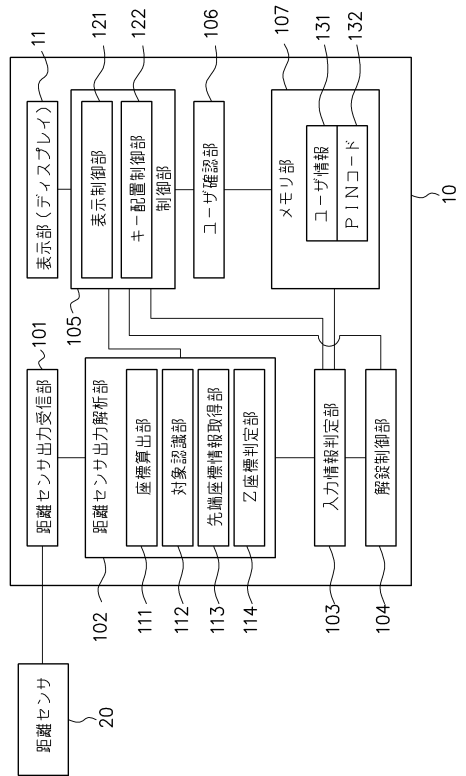 距離センサ
20
距離センサ出力受信部
101
距離センサ出力解析部
102
座標算出部
111
対象認識部
112
先端座標情報取得部
113
Z座標判定部
114
入力情報判定部
103
解錠制御部
104
表示部(ディスプレイ)
11
表示制御部
121
キー配置制御部
122
制御部
105
ユーザ確認部
106
メモリ部
107
ユーザ情報
131
PINコード
132
10